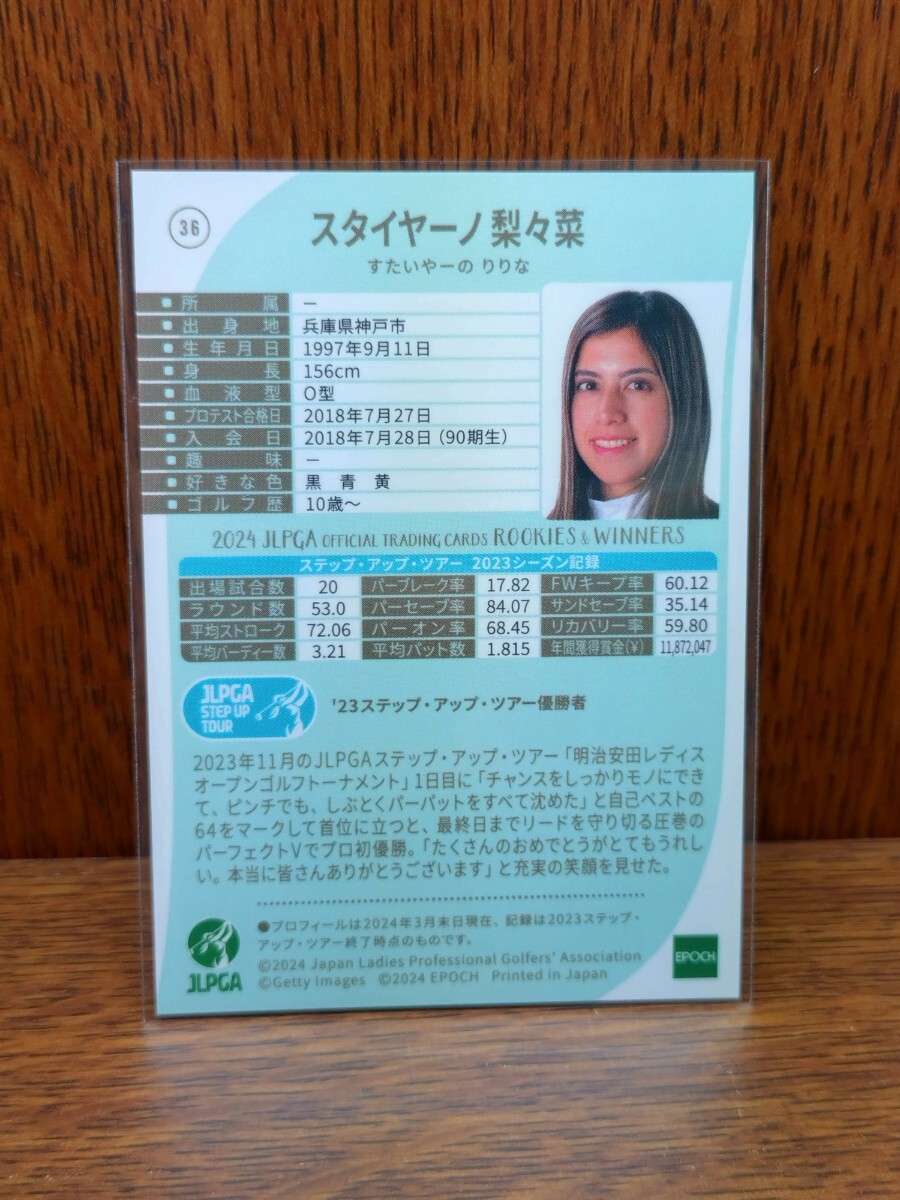 36
スタイヤーノ 梨々菜
すたいやーの りりな
所属 ー
出身地 兵庫県神戸市
生年月日 1997年9月11日
身長 156cm
血液型 O型
プロテスト合格日 2018年7月27日
入会日 2018年7月28日（90期生）
趣味 ー
好きな色 黒 青 黄
ゴルフ歴 10歳〜
2024 JLPGA OFFICIAL TRADING CARDS ROOKIES & WINNERS
ステップ・アップ・ツアー 2023シーズン記録
出場試合数 20 パーブレーク率 17.82 FWキープ率 60.12
ラウンド数 53.0 パーセーブ率 84.07 サンドセーブ率 35.14
平均ストローク 72.06 パーオン率 68.45 リカバリー率 59.80
平均バーディー数 3.21 平均パット数 1.815 年間獲得賞金(¥) 11,872,047
JLPGA
STEP UP
TOUR
'23ステップ・アップ・ツアー優勝者
2023年11月のJLPGAステップ・アップ・ツアー「明治安田レディス
オープンゴルフトーナメント」1日目に「チャンスをしっかりモノにでき
て、ピンチでも、しぶとくパーパットをすべて沈めた」と自己ベストの
64をマークして首位に立つと、最終日までリードを守り切る圧巻の
パーフェクトVでプロ初優勝。「たくさんのおめでとうがとてもうれし
い。本当に皆さんありがとうございます」と充実の笑顔を見せた。
●プロフィールは2024年3月末日現在、記録は2023ステップ・
アップ・ツアー終了時点のものです。
©2024 Japan Ladies Professional Golfers' Association
©Getty Images ©2024 EPOCH Printed in Japan
JLPGA
EPOCH